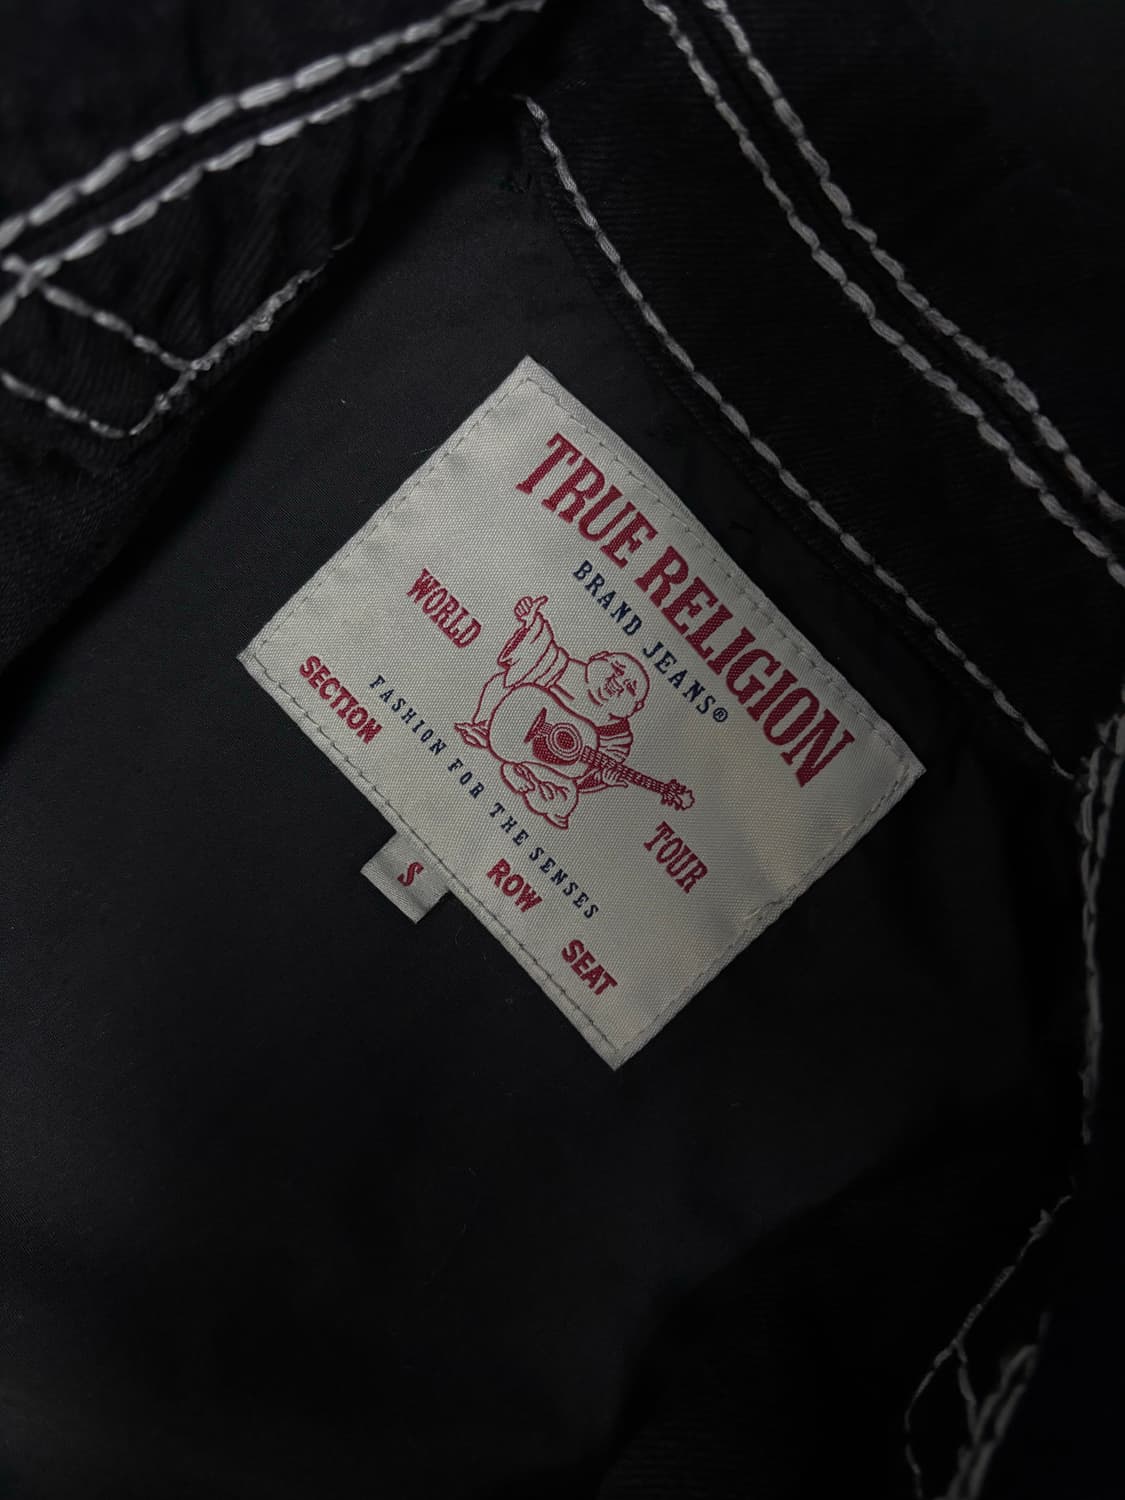 TRUE RELIGION
BRAND JEANS®
WORLD TOUR
FASHION FOR THE SENSES
SECTION ROW SEAT
S